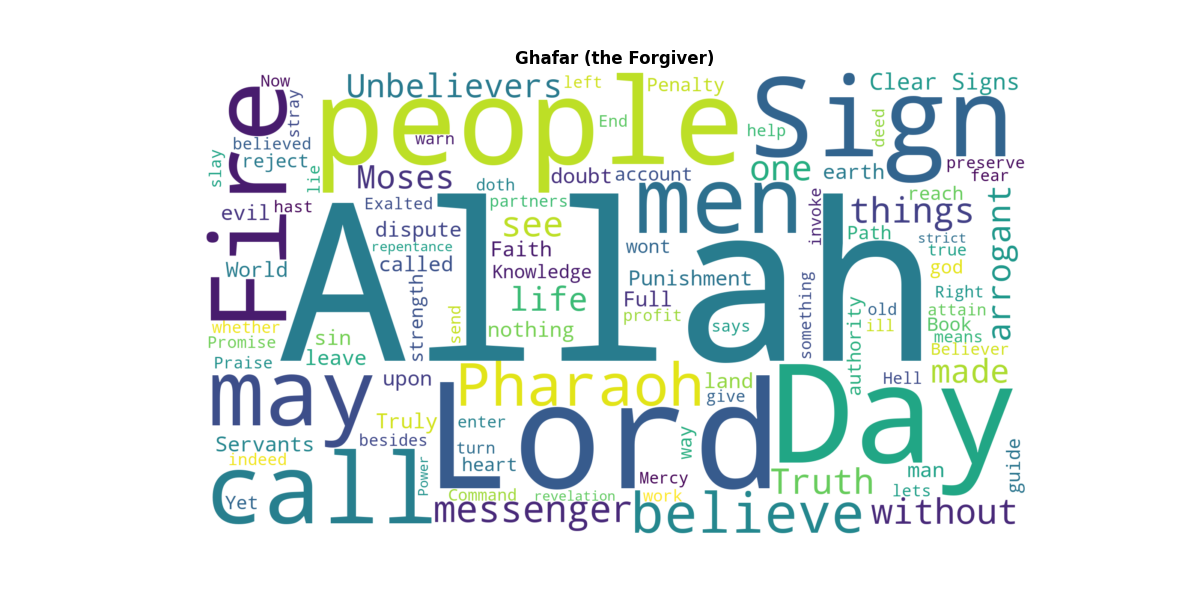 Ghafar (the Forgiver)
Now
Unbelievers
left
Penalty
Clear Signs
Fire
stray
people
End
Sign
deed
help
warn
believed
reject
slay
lie
Moses
doth
doubt
account
one
earth
preserve
fear
evil
hast
Exalted
partners
men
invoke
things
reach
arrogant
dispute
see
repentance
Faith
wont
Path
strict
true
World
called
Knowledge
Punishment
god
Allah
strength
life
Full
something
Right
whether
send
nothing
profit
says
authority
old
ill
attain
Book
means
Promise
sin
leave
Praise
Believer
may
upon
Pharaoh
land
give
Day
Hell
made
Lord
Truly
enter
Servants
besides
way
indeed
turn
heart
man
guide
call
Power
Mercy
Truth
lets
Yet
Command
revelation
work
messenger
believe
without